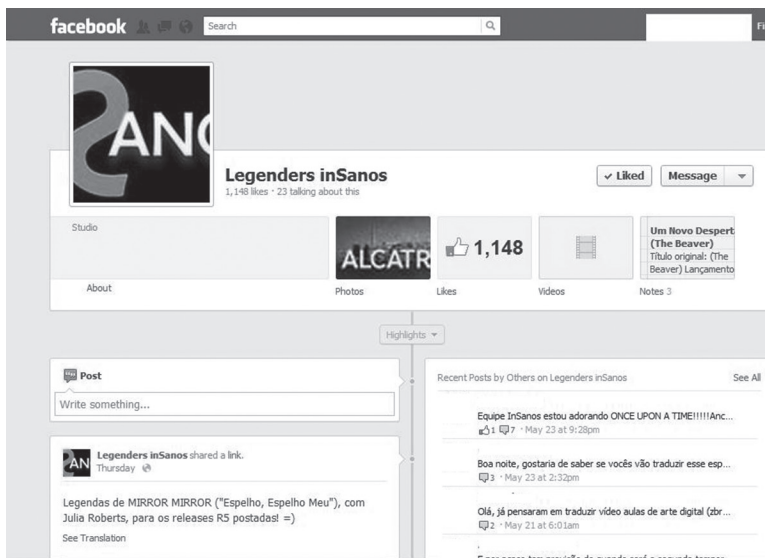 facebook
Search
Fi
SANO
Legenders inSanos
1,148 likes · 23 talking about this
✓ Liked
Message
Studio
ALCATR
1,148
Um Novo Despert
(The Beaver)
Título original: (The
Beaver) Lançamento
About
Photos
Likes
Videos
Notes 3
Highlights
Post
Write something...
AN
Legenders inSanos shared a link.
Thursday
Legendas de MIRROR MIRROR ("Espelho, Espelho Meu"), com
Julia Roberts, para os releases R5 postadas! =)
See Translation
Recent Posts by Others on Legenders inSanos
See All
Equipe InSanos estou adorando ONCE UPON A TIME!!!!!Anc...
1 7 · May 23 at 9:28pm
Boa noite, gostaria de saber se vocês vão traduzir esse esp...
3 · May 23 at 2:32pm
Olá, já pensaram em traduzir vídeo aulas de arte digital (zbr...
2 · May 21 at 6:01am